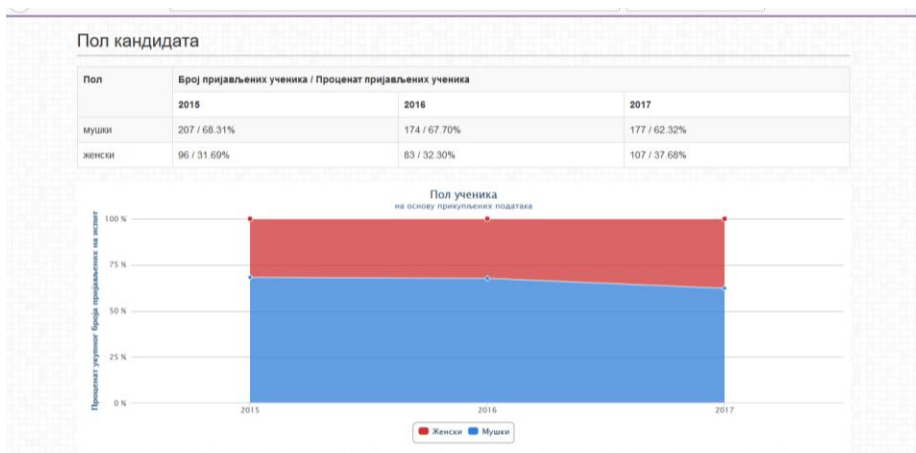 Пол кандидата
Пол Број пријављених ученика / Проценат пријављених ученика
2015 2016 2017
мушки 207 / 68.31% 174 / 67.70% 177 / 62.32%
женски 96 / 31.69% 83 / 32.30% 107 / 37.68%
Пол ученика
на основу прикупљених података
Проценат укупног броја пријављених на испит
100 %
75 %
50 %
25 %
0 %
2015 2016 2017
Женски Мушки